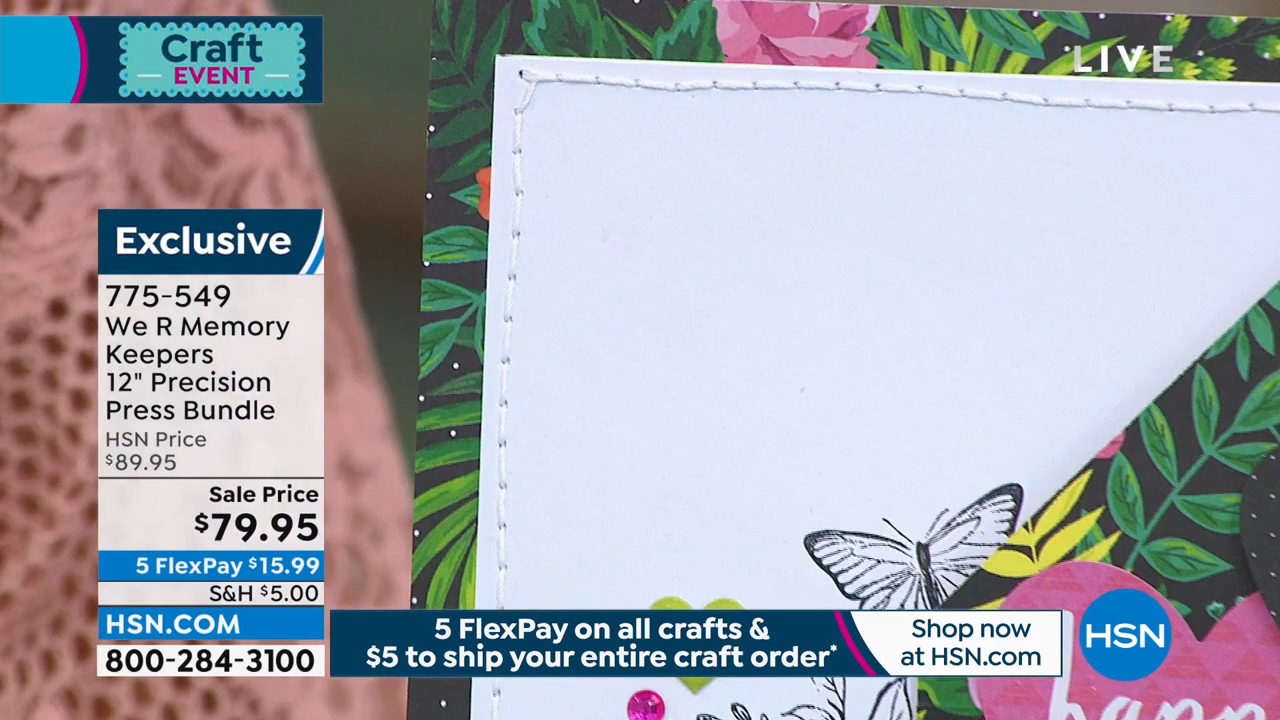 Craft
EVENT
LIVE
Exclusive
775-549
We R Memory
Keepers
12" Precision
Press Bundle
HSN Price
$89.95
Sale Price
$79.95
5 FlexPay $15.99
S&H $5.00
HSN.COM
800-284-3100
5 FlexPay on all crafts &
$5 to ship your entire craft order*
Shop now
at HSN.com
HSN
happ